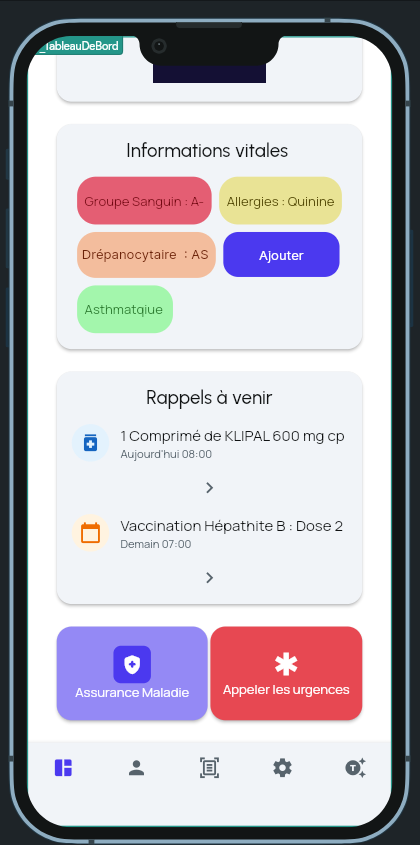 _TableauDeBord
Informations vitales
Groupe Sanguin : A-
Allergies : Quinine
Drépanocytaire : AS
Ajouter
Asthmatqiue
Rappels à venir
1 Comprimé de KLIPAL 600 mg cp
Aujourd'hui 08:00
Vaccination Hépathite B : Dose 2
Demain 07:00
Assurance Maladie
Appeler les urgences
T